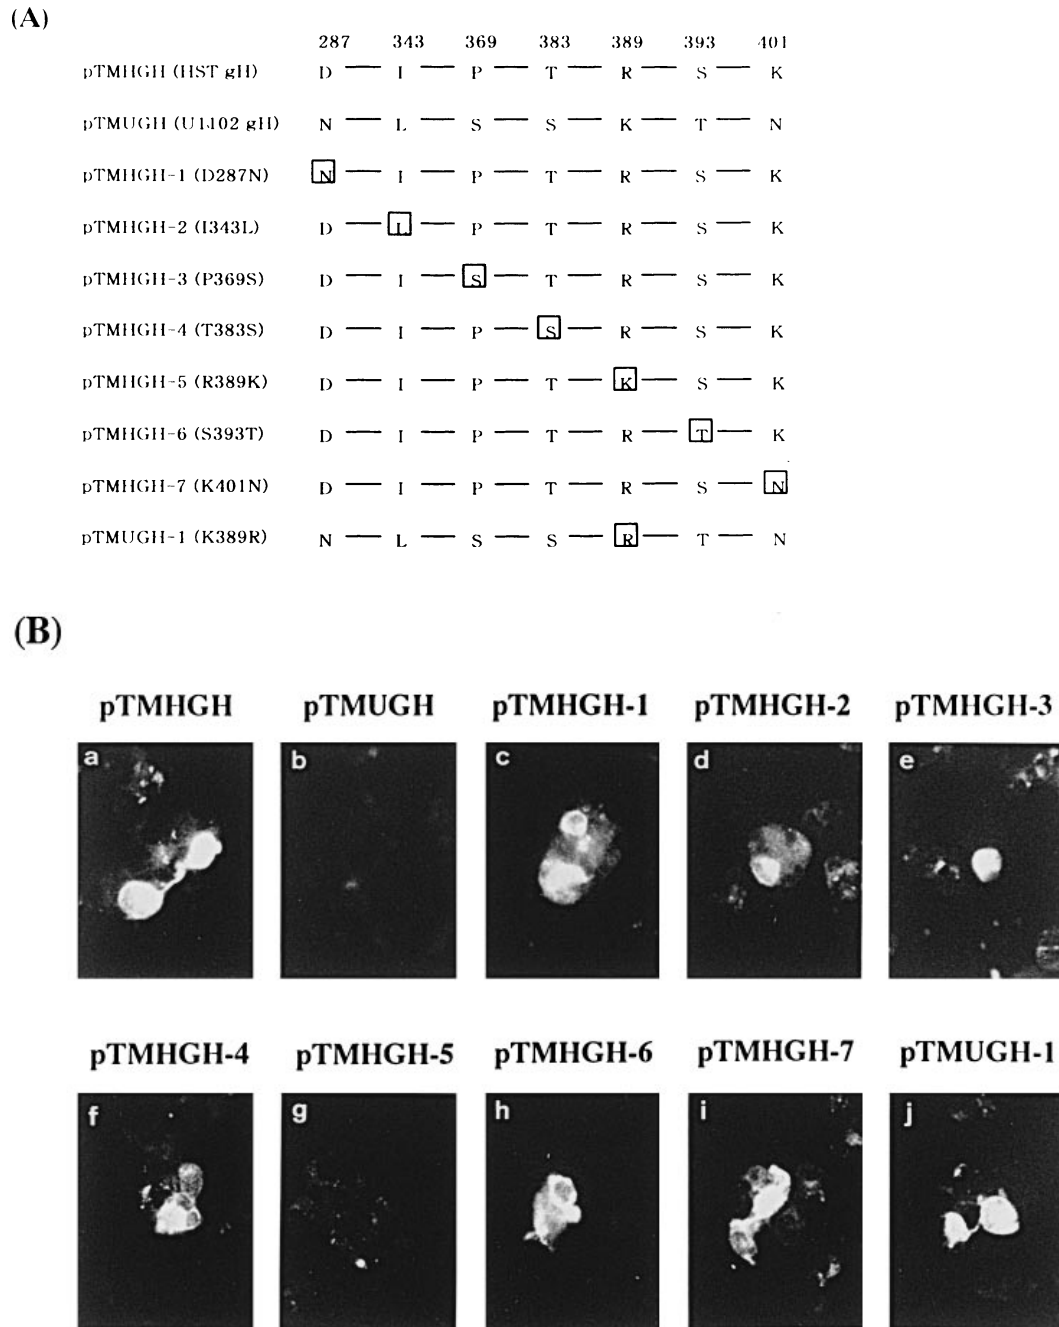 (A)
287 343 369 383 389 393 401
pTMHGH (HST gH) D — I — P — T — R — S — K
pTMUGH (U1102 gH) N — L — S — S — K — T — N
pTMHGH-1 (D287N) N — I — P — T — R — S — K
pTMHGH-2 (I343L) D — L — P — T — R — S — K
pTMHGH-3 (P369S) D — I — S — T — R — S — K
pTMHGH-4 (T383S) D — I — P — S — R — S — K
pTMHGH-5 (R389K) D — I — P — T — K — S — K
pTMHGH-6 (S393T) D — I — P — T — R — T — K
pTMHGH-7 (K401N) D — I — P — T — R — S — N
pTMUGH-1 (K389R) N — L — S — S — R — T — N
(B)
pTMHGH pTMUGH pTMHGH-1 pTMHGH-2 pTMHGH-3
a b c d e
pTMHGH-4 pTMHGH-5 pTMHGH-6 pTMHGH-7 pTMUGH-1
f g h i j